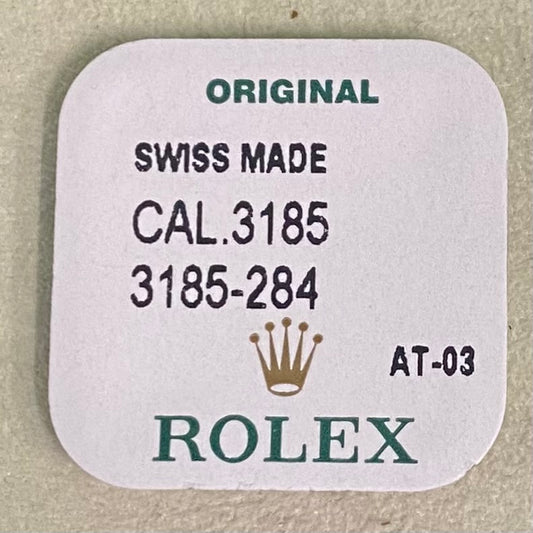 ORIGINAL
SWISS MADE
CAL.3185
3185-284
AT-03
ROLEX